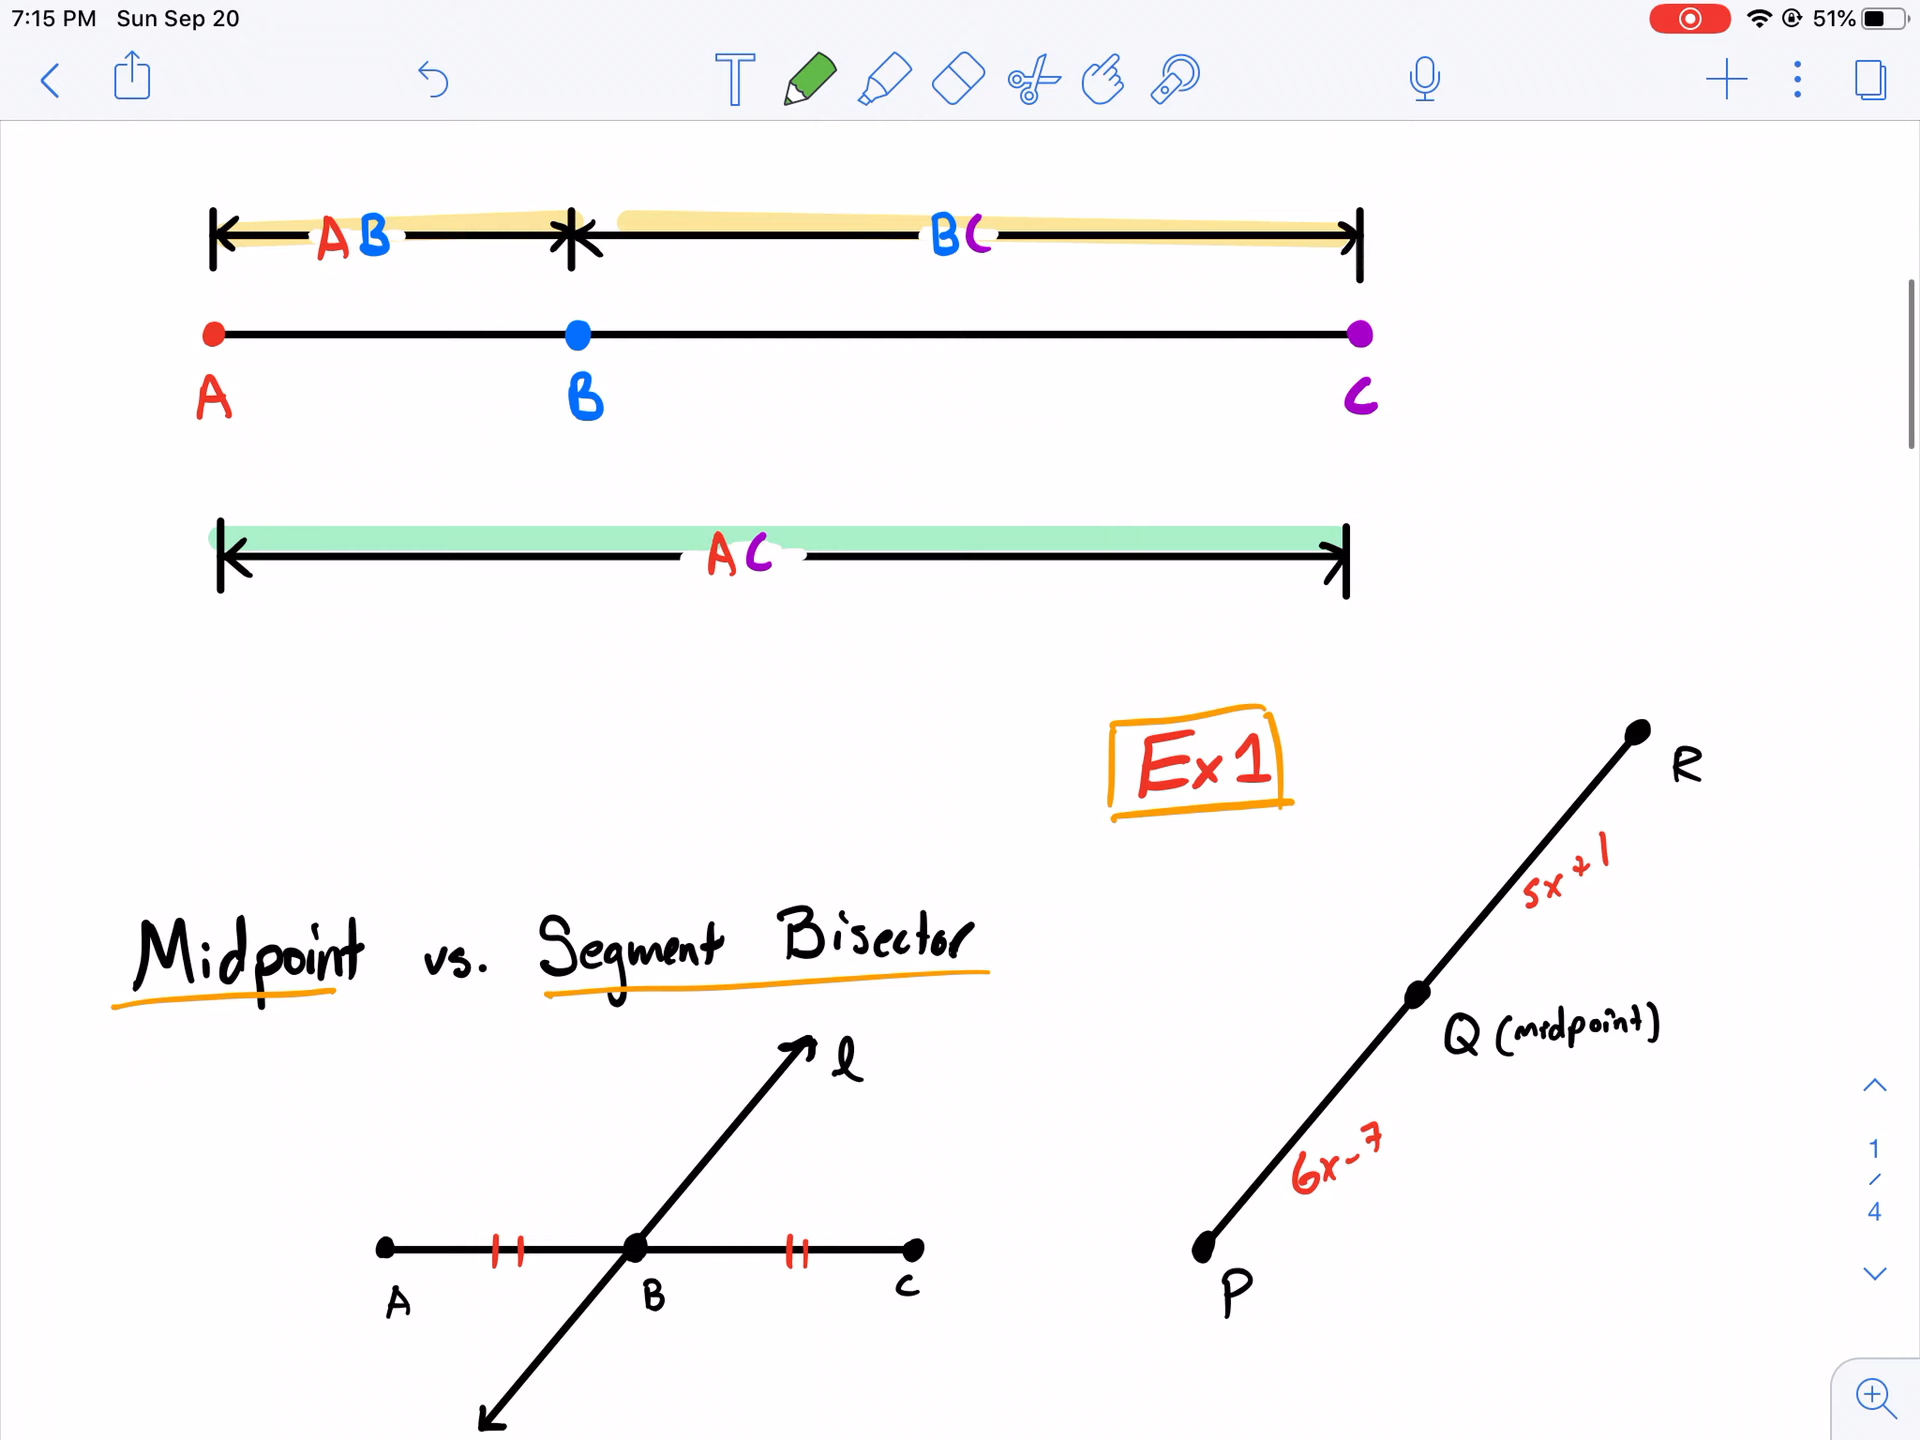 7:15 PM Sun Sep 20
51%
AB
BC
A
B
C
AC
Ex 1
R
5x+1
Midpoint vs. Segment Bisector
Q (midpoint)
l
6x-7
1
/
4
A
B
C
P